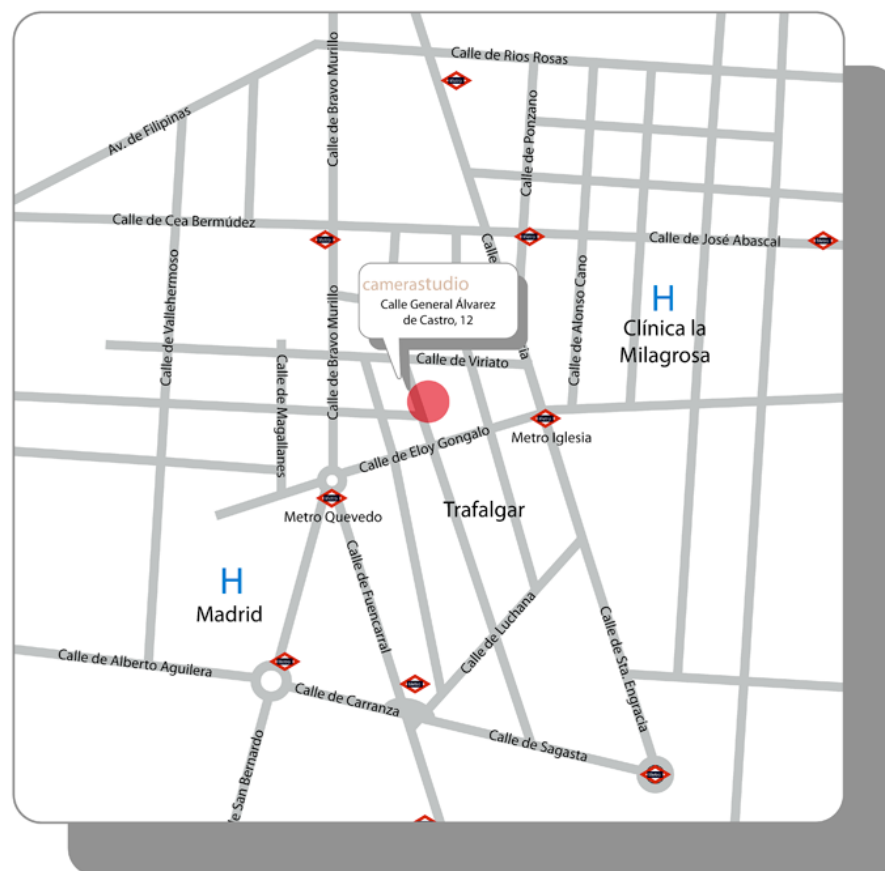 Calle de Rios Rosas
Calle de Bravo Murillo
Av. de Filipinas
Calle de Ponzano
Calle de Cea Bermúdez
Calle de José Abascal
Calle
Calle de Vallehermoso
camerastudio
Calle General Álvarez
de Castro, 12
Calle de Alonso Cano
H
Clínica la
Milagrosa
Calle de Bravo Murillo
Calle de Viriato
ria
Calle de Magallanes
Metro Iglesia
Calle de Eloy Gongalo
Metro Quevedo
Trafalgar
H
Madrid
Calle de Fuencarral
Calle de Luchana
Calle de Sta. Engracia
Calle de Alberto Aguilera
Calle de Carranza
Calle de Sagasta
le San Bernardo